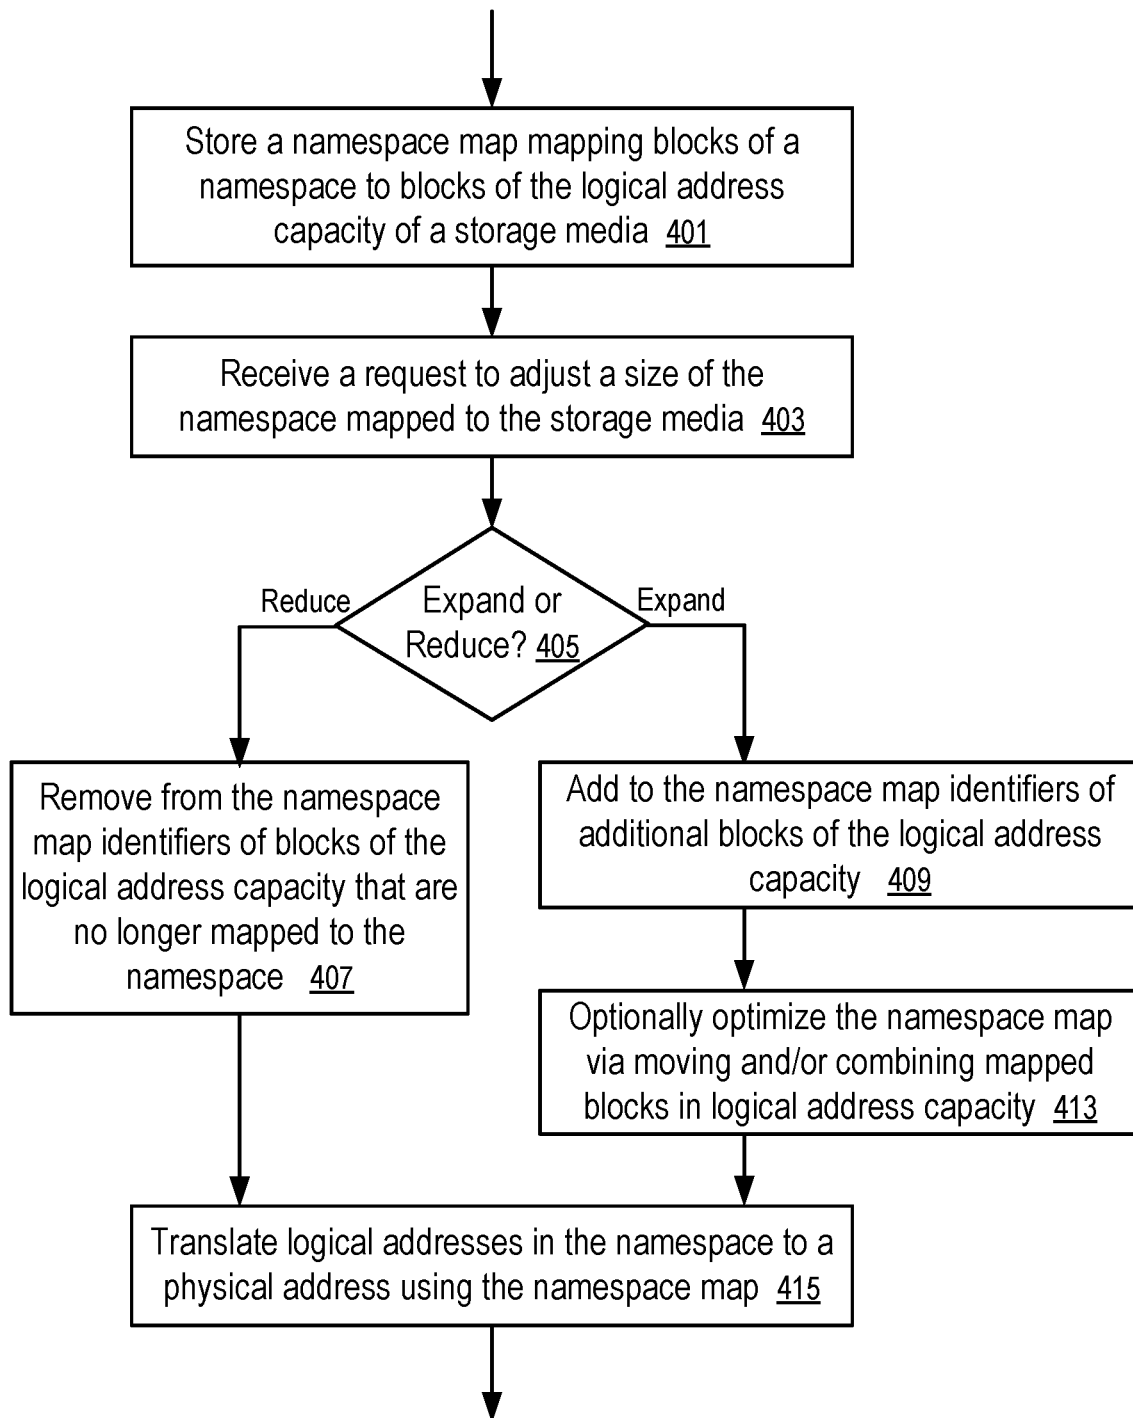 Store a namespace map mapping blocks of a
namespace to blocks of the logical address
capacity of a storage media 401
Receive a request to adjust a size of the
namespace mapped to the storage media 403
Reduce
Expand or
Reduce? 405
Expand
Remove from the namespace
map identifiers of blocks of the
logical address capacity that are
no longer mapped to the
namespace 407
Add to the namespace map identifiers of
additional blocks of the logical address
capacity 409
Optionally optimize the namespace map
via moving and/or combining mapped
blocks in logical address capacity 413
Translate logical addresses in the namespace to a
physical address using the namespace map 415